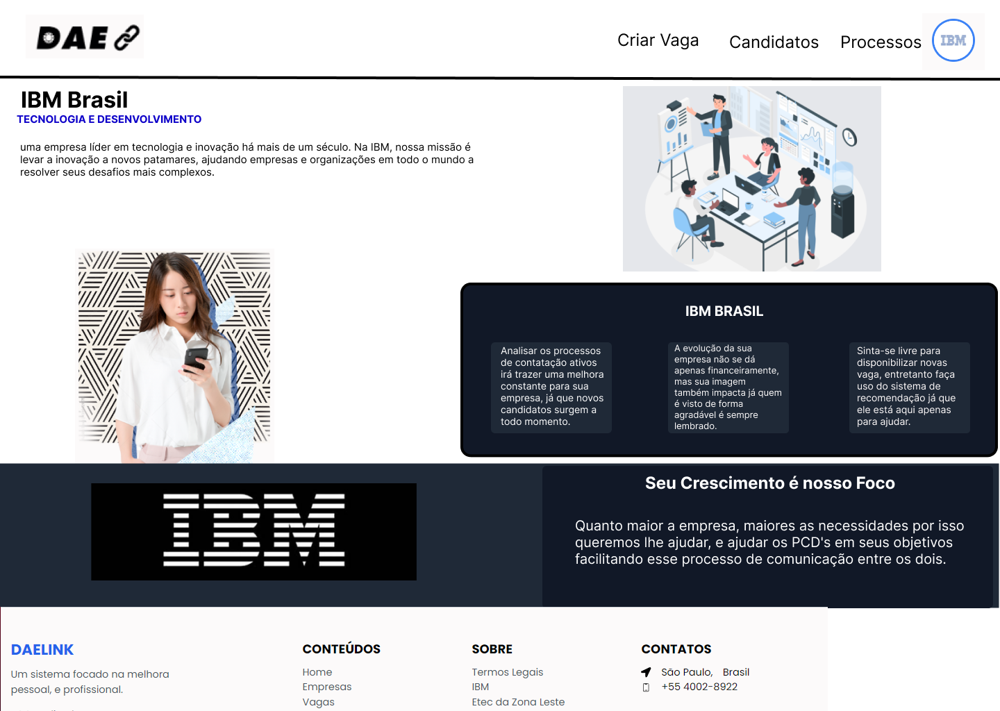 DAE
Criar Vaga
Candidatos
Processos
IBM
IBM Brasil
TECNOLOGIA E DESENVOLVIMENTO
uma empresa líder em tecnologia e inovação há mais de um século. Na IBM, nossa missão é
levar a inovação a novos patamares, ajudando empresas e organizações em todo o mundo a
resolver seus desafios mais complexos.
IBM BRASIL
Analisar os processos
de contatação ativos
irá trazer uma melhora
constante para sua
empresa, já que novos
candidatos surgem a
todo momento.
A evolução da sua
empresa não se dá
apenas financeiramente,
mas sua imagem
também impacta já quem
é visto de forma
agradável é sempre
lembrado.
Sinta-se livre para
disponibilizar novas
vaga, entretanto faça
uso do sistema de
recomendação já que
ele está aqui apenas
para ajudar.
IBM
Seu Crescimento é nosso Foco
Quanto maior a empresa, maiores as necessidades por isso
queremos lhe ajudar, e ajudar os PCD's em seus objetivos
facilitando esse processo de comunicação entre os dois.
DAELINK
Um sistema focado na melhora
pessoal, e profissional.
CONTEÚDOS
Home
Empresas
Vagas
SOBRE
Termos Legais
IBM
Etec da Zona Leste
CONTATOS
São Paulo, Brasil
+55 4002-8922